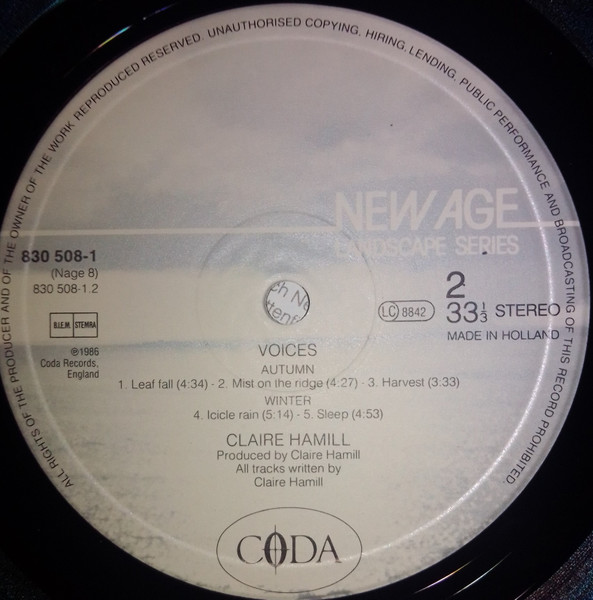 ALL RIGHTS OF THE PRODUCER AND OF THE OWNER OF THE WORK REPRODUCED RESERVED. UNAUTHORISED COPYING, HIRING, LENDING, PUBLIC PERFORMANCE AND BROADCASTING OF THIS RECORD PROHIBITED.
NEW AGE
LANDSCAPE SERIES
830 508-1
(Nage 8)
830 508-1.2
B.I.E.M. STEMRA
℗1986
Coda Records,
England
LC 8842
2
33⅓ STEREO
MADE IN HOLLAND
VOICES
AUTUMN
1. Leaf fall (4:34) - 2. Mist on the ridge (4:27) - 3. Harvest (3:33)
WINTER
4. Icicle rain (5:14) - 5. Sleep (4:53)
CLAIRE HAMILL
Produced by Claire Hamill
All tracks written by
Claire Hamill
CODA